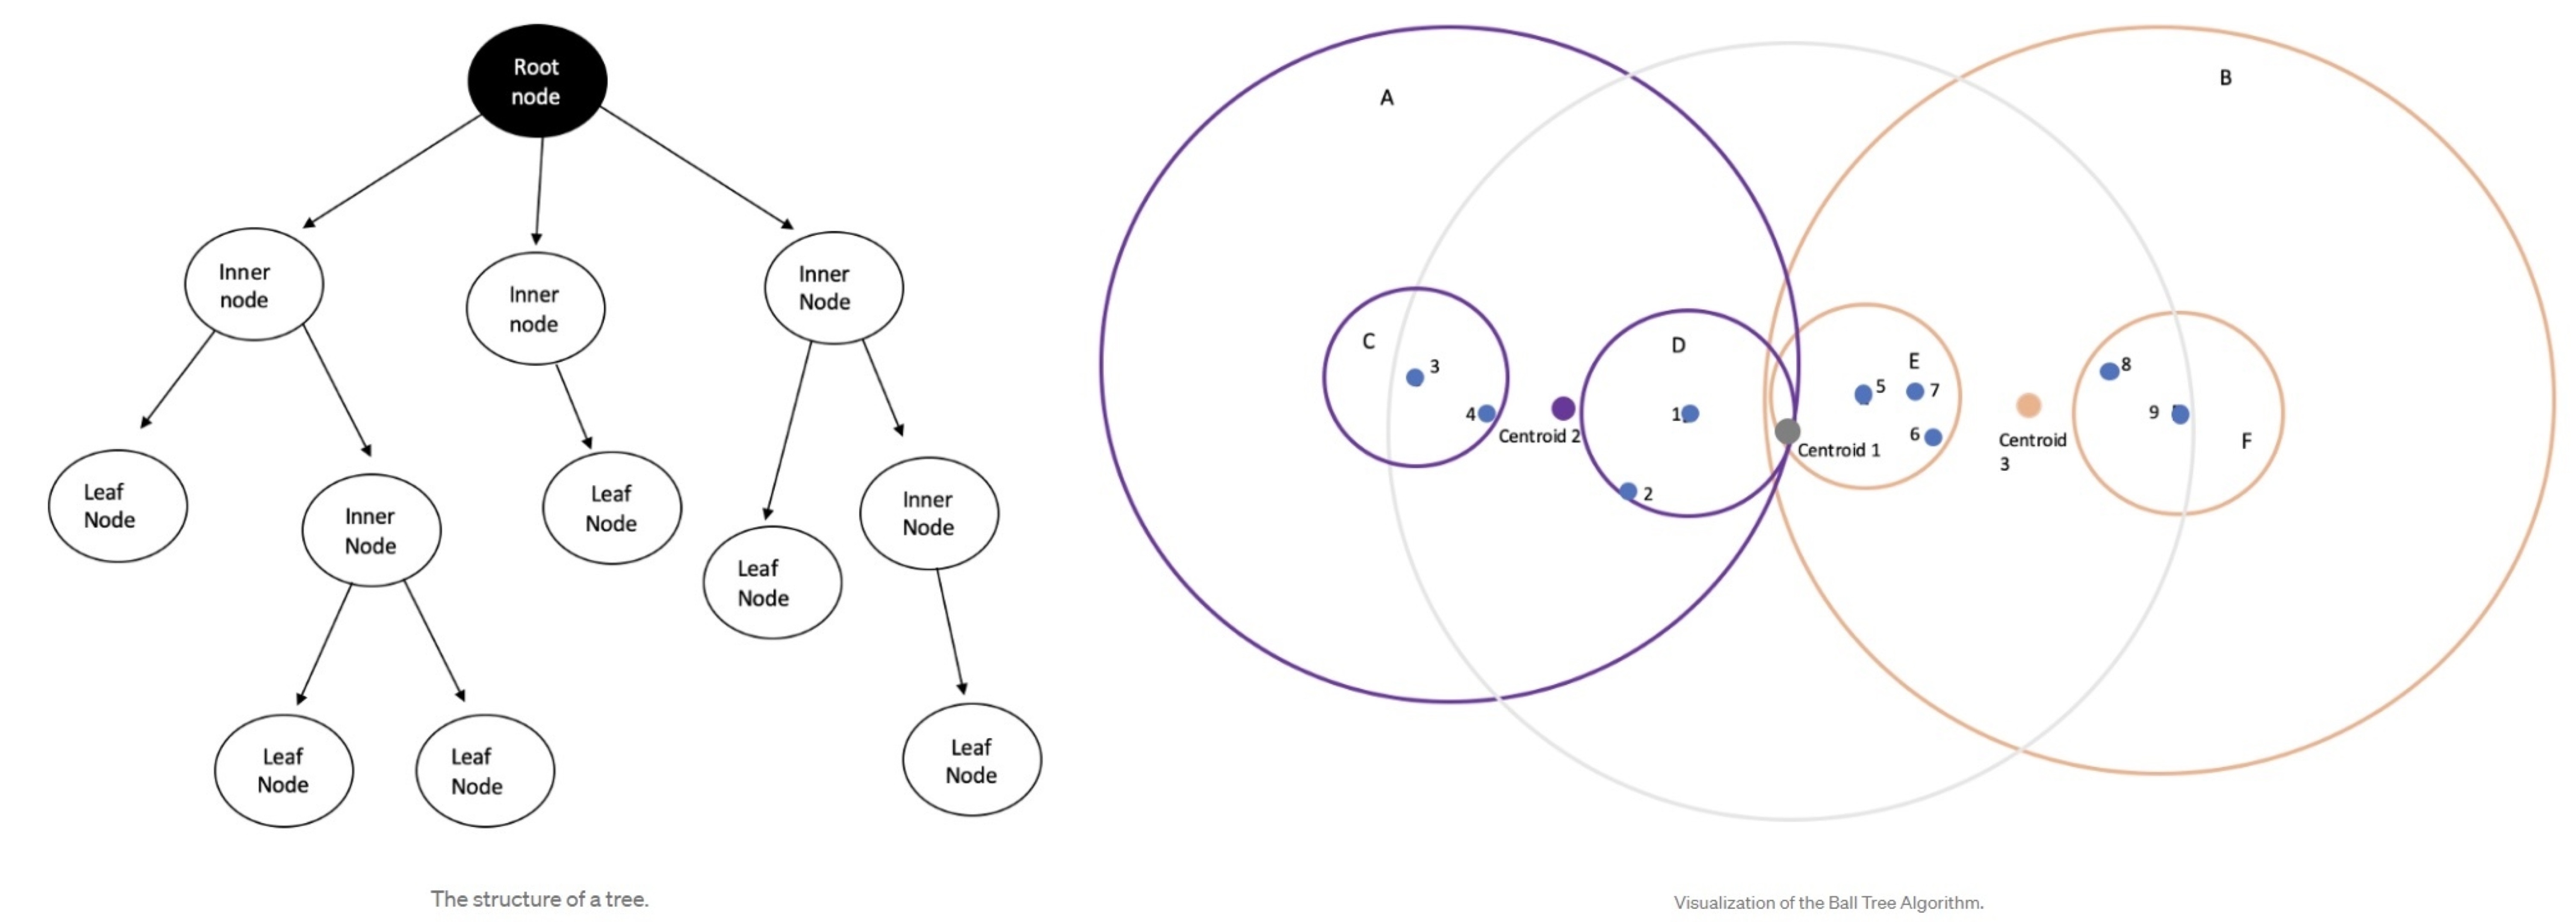 Root
node
Inner
node
Inner
node
Inner
Node
Leaf
Node
Inner
Node
Leaf
Node
Leaf
Node
Inner
Node
Leaf
Node
Leaf
Node
Leaf
Node
The structure of a tree.
A
B
C
3
4
Centroid 2
D
1
2
Centroid 1
E
5
7
6
Centroid
3
8
9
F
Visualization of the Ball Tree Algorithm.